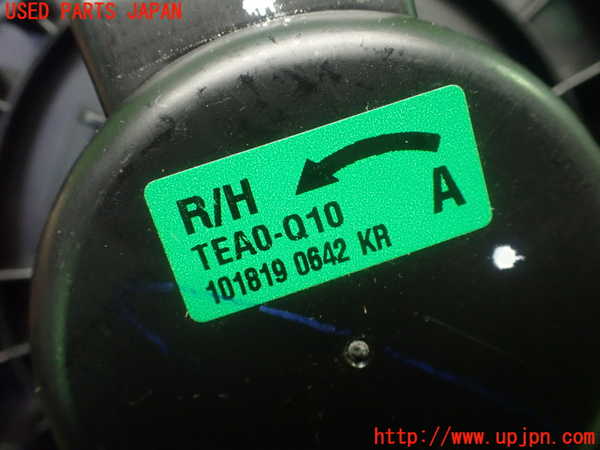 USED PARTS JAPAN
R/H
A
TEA0-Q10
101819 0642 KR
http://www.upjpn.com/